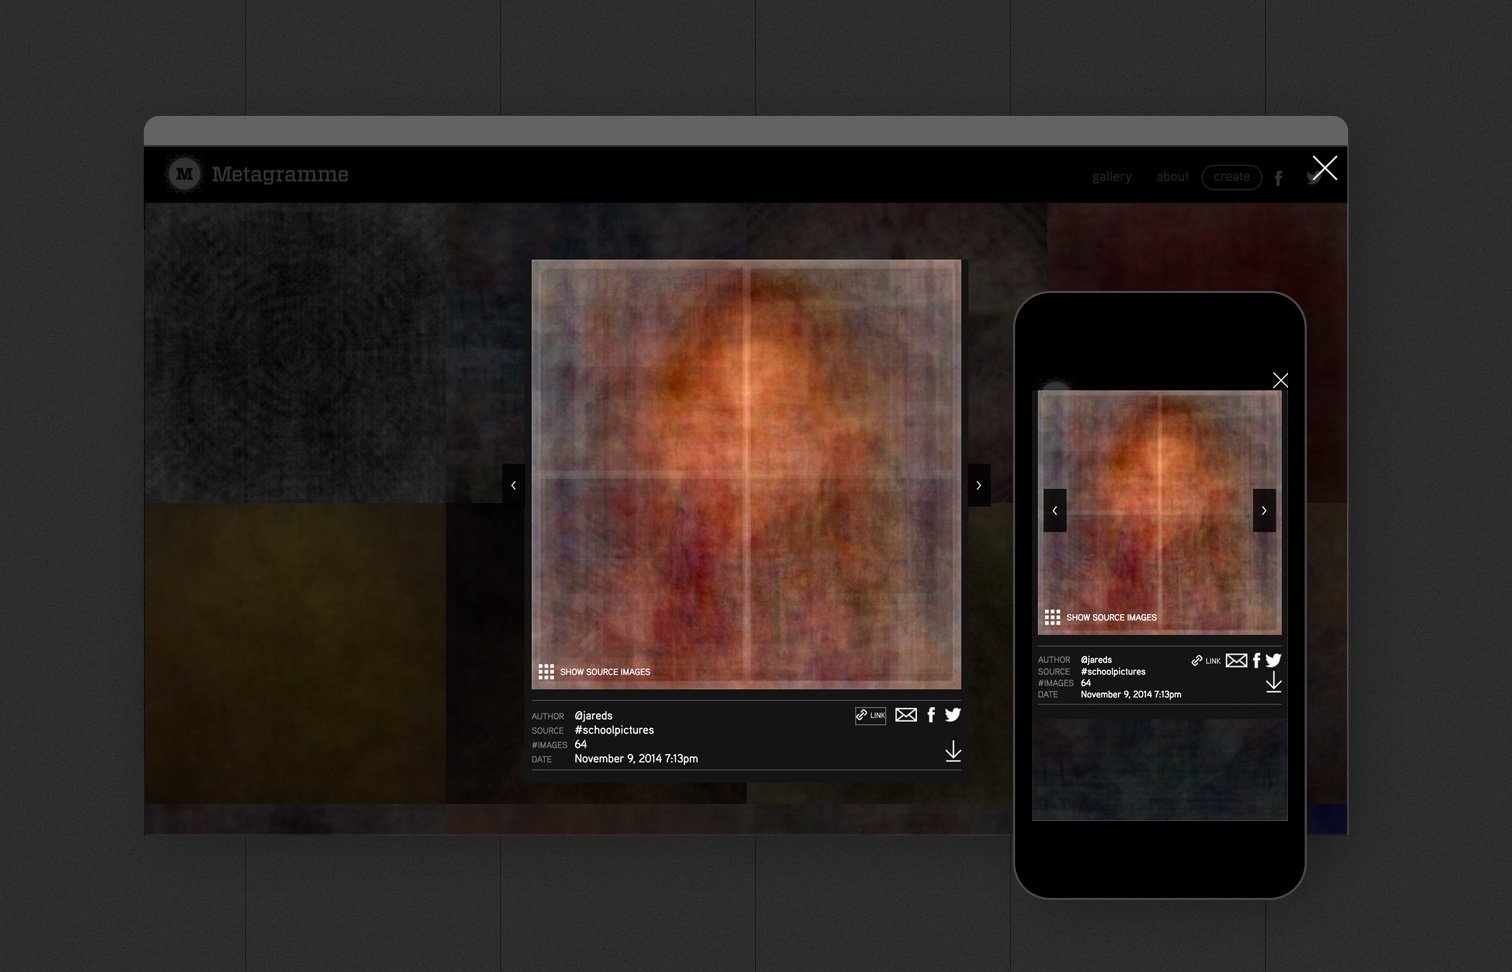 M Metagramme
gallery about create
SHOW SOURCE IMAGES
AUTHOR @jareds
SOURCE #schoolpictures
#IMAGES 64
DATE November 9, 2014 7:13pm
LINK
SHOW SOURCE IMAGES
AUTHOR @jareds
SOURCE #schoolpictures
#IMAGES 64
DATE November 9, 2014 7:13pm
LINK